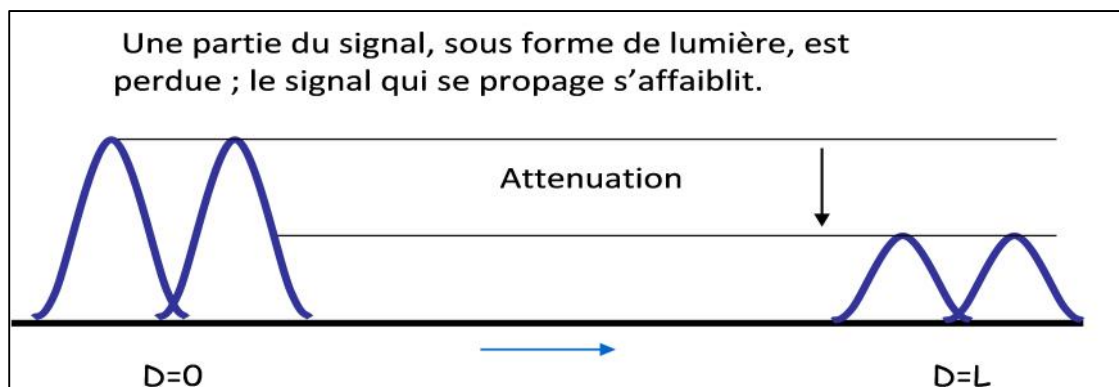 Une partie du signal, sous forme de lumière, est
perdue ; le signal qui se propage s’affaiblit.
Attenuation
D=0
D=L